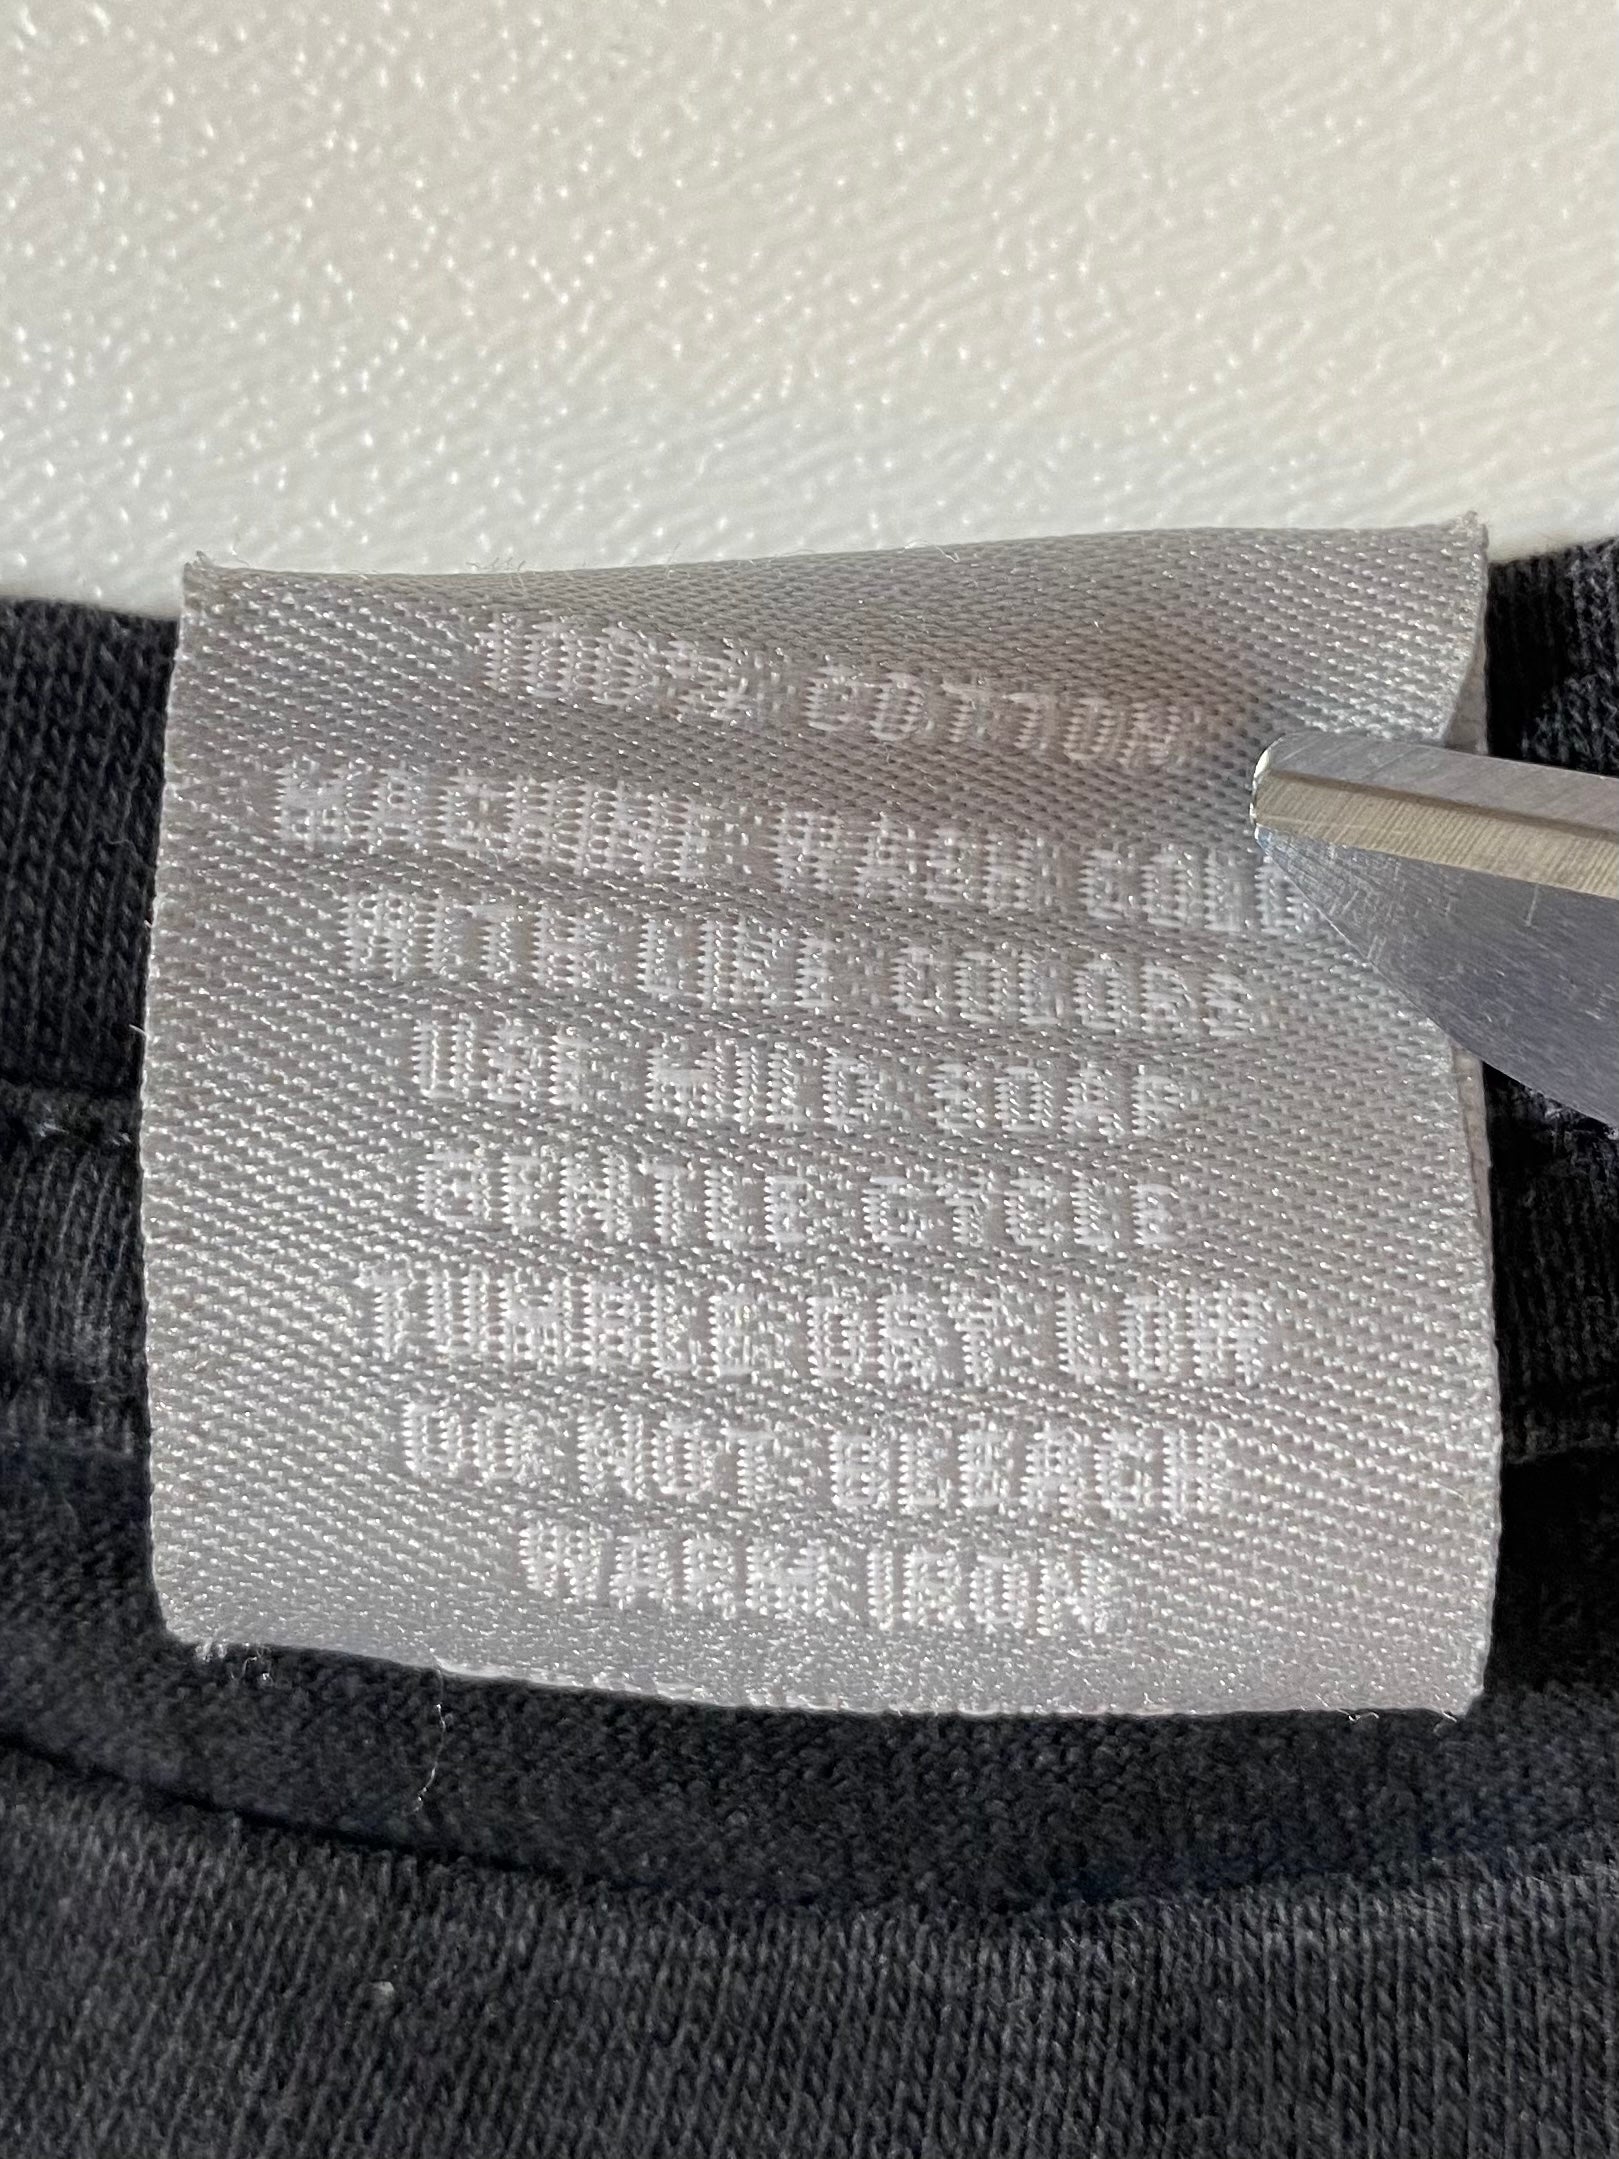 100% COTTON
MACHINE WASH COLD
WITH LIKE COLORS
USE MILD SOAP
GENTLE CYCLE
TUMBLE DRY LOW
DO NOT BLEACH
WARM IRON